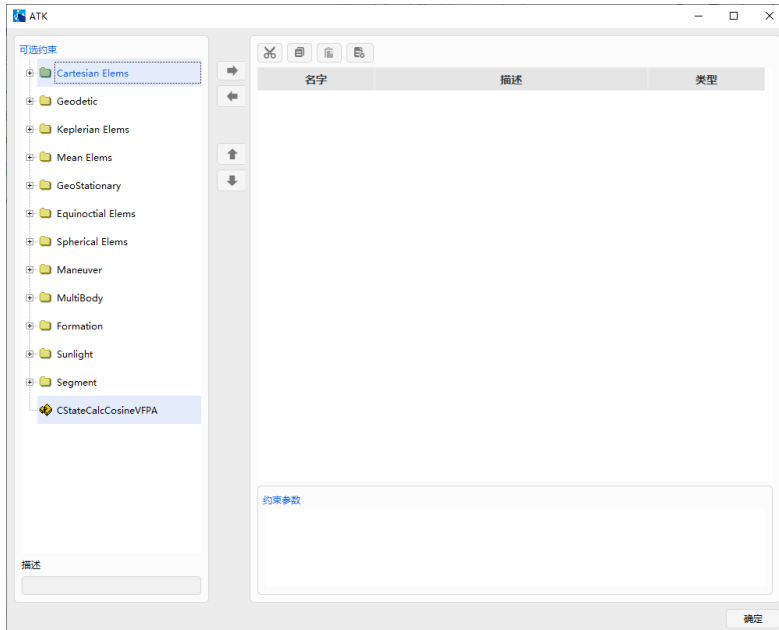 ATK
可选约束
Cartesian Elems
Geodetic
Keplerian Elems
Mean Elems
GeoStationary
Equinoctial Elems
Spherical Elems
Maneuver
MultiBody
Formation
Sunlight
Segment
CStateCalcCosineVFPA
描述
名字 描述 类型
约束参数
确定